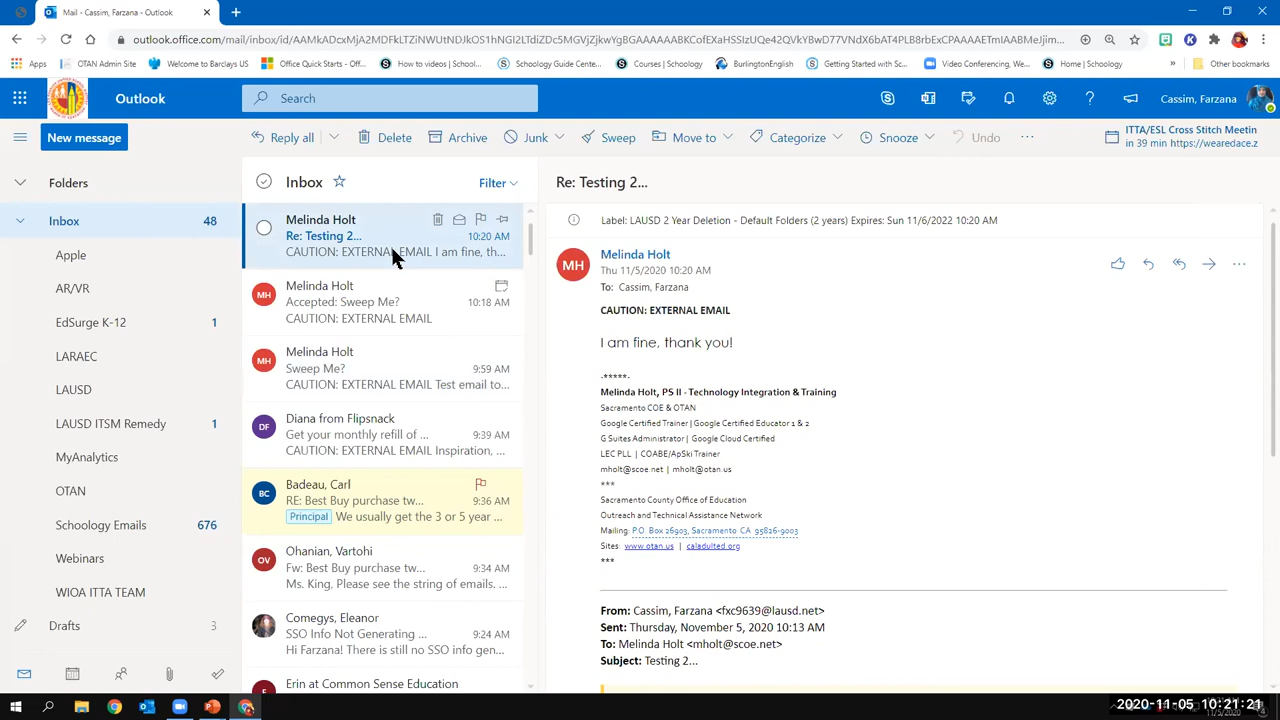 Mail - Cassim, Farzana - Outlook
outlook.office.com/mail/inbox/id/
Apps
OTAN Admin Site
Welcome to Barclays US
Office Quick Starts - Off...
How to videos | School...
Schoology Guide Cente...
Courses | Schoology
BurlingtonEnglish
Getting Started with Sc...
Video Conferencing, We...
Home | Schoology
Other bookmarks
Outlook
Search
Cassim, Farzana
New message
Reply all
Delete
Archive
Junk
Sweep
Move to
Categorize
Snooze
Undo
ITTA/ESL Cross Stitch Meetin
in 39 min https://wearedace.z
Folders
Inbox 48
Apple
AR/VR
EdSurge K-12 1
LARAEC
LAUSD
LAUSD ITSM Remedy 1
MyAnalytics
OTAN
Schoology Emails 676
Webinars
WIOA ITTA TEAM
Drafts
Inbox
Filter
Melinda Holt
Re: Testing 2... 10:20 AM
CAUTION: EXTERNAL EMAIL I am fine, th...
MH
Melinda Holt
Accepted: Sweep Me? 10:18 AM
CAUTION: EXTERNAL EMAIL
MH
Melinda Holt
Sweep Me? 9:59 AM
CAUTION: EXTERNAL EMAIL Test email to...
DF
Diana from Flipsnack
Get your monthly refill of ... 9:39 AM
CAUTION: EXTERNAL EMAIL Inspiration, ...
BC
Badeau, Carl
RE: Best Buy purchase tw... 9:36 AM
Principal We usually get the 3 or 5 year ...
OV
Ohanian, Vartohi
Fw: Best Buy purchase tw... 9:34 AM
Ms. King, Please see the string of emails. ...
Comegys, Eleanor
SSO Info Not Generating ... 9:24 AM
Hi Farzana! There is still no SSO info gen...
Erin at Common Sense Education
Re: Testing 2...
Label: LAUSD 2 Year Deletion - Default Folders (2 years) Expires: Sun 11/6/2022 10:20 AM
MH
Melinda Holt
Thu 11/5/2020 10:20 AM
To: Cassim, Farzana
CAUTION: EXTERNAL EMAIL
I am fine, thank you!
-*****-
Melinda Holt, PS II - Technology Integration & Training
Sacramento COE & OTAN
Google Certified Trainer | Google Certified Educator 1 & 2
G Suites Administrator | Google Cloud Certified
LEC PLL | COABE/ApSki Trainer
mholt@scoe.net | mholt@otan.us
***
Sacramento County Office of Education
Outreach and Technical Assistance Network
Mailing: P.O. Box 26903, Sacramento CA 95826-9003
Sites: www.otan.us | caladulted.org
***
From: Cassim, Farzana <fxc9639@lausd.net>
Sent: Thursday, November 5, 2020 10:13 AM
To: Melinda Holt <mholt@scoe.net>
Subject: Testing 2...
2020-11-05 10:21:21